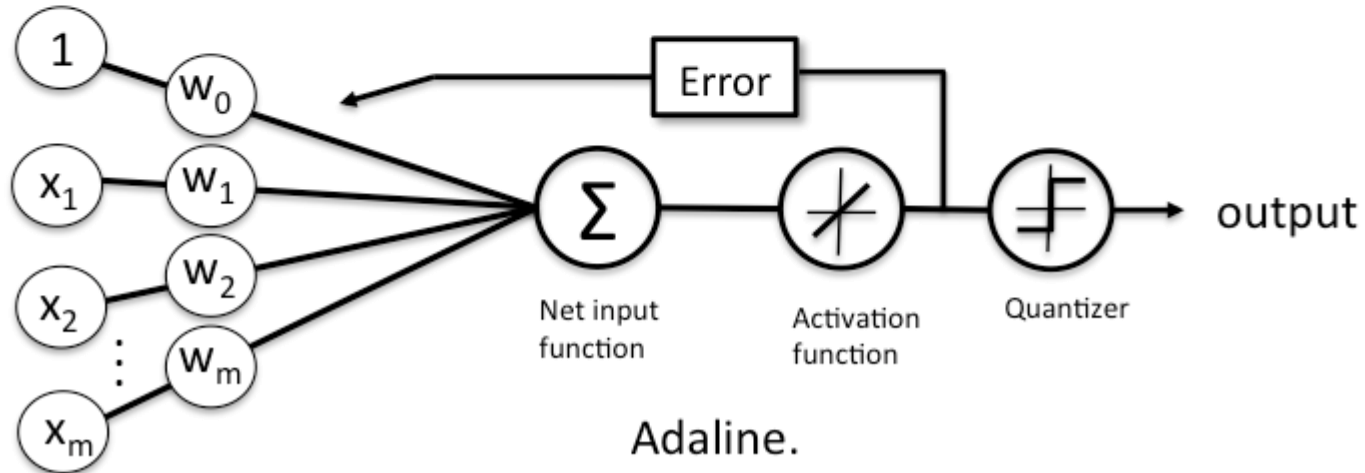 1
w₀
Error
x₁
w₁
Σ
output
x₂
w₂
Net input
function
Activation
function
Quantizer
⋮
wₘ
xₘ
Adaline.